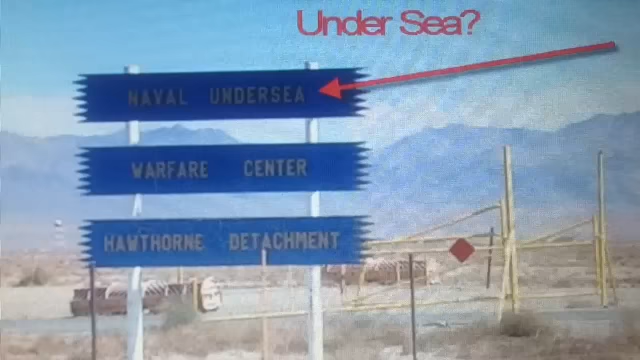 Under Sea?
NAVAL UNDERSEA
WARFARE CENTER
HAWTHORNE DETACHMENT